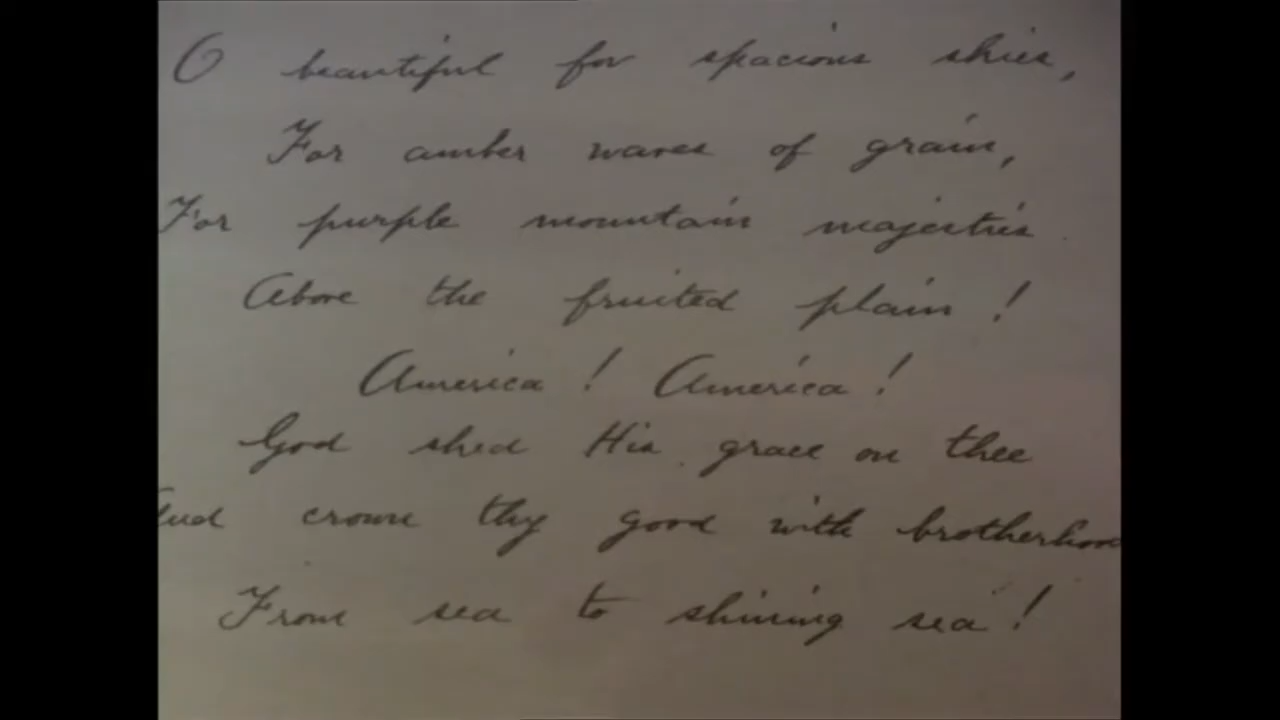 O beautiful for spacious skies,
For amber waves of grain,
For purple mountain majesties
Above the fruited plain!
America! America!
God shed His grace on thee
And crown thy good with brotherhood
From sea to shining sea!